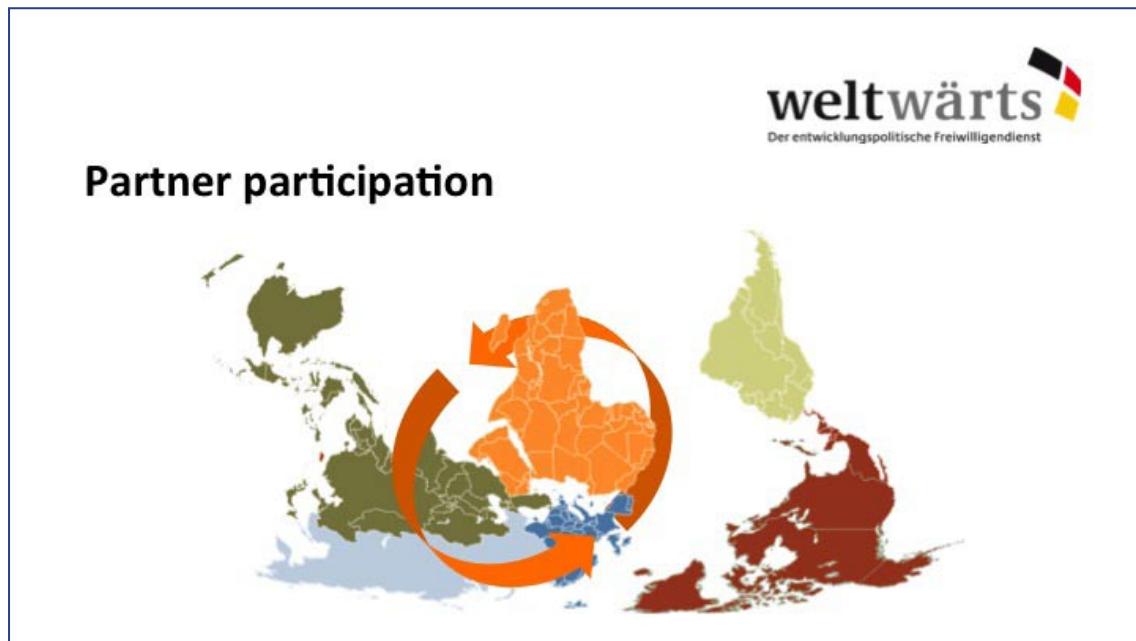 weltwärts
Der entwicklungspolitische Freiwilligendienst
Partner participation